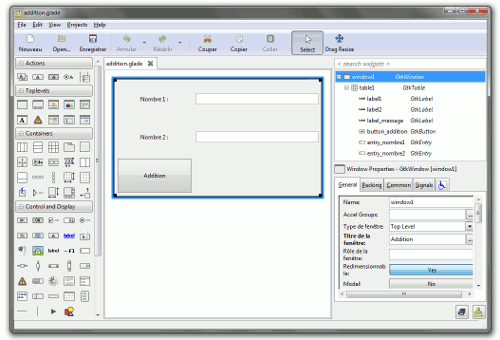 addition.glade
File Edit View Projects Help
Nouveau Open... Enregistrer Annuler Rétablir Couper Copier Coller Select Drag Resize
Actions
Toplevels
Containers
Control and Display
label
label
addition.glade
Nombre 1 :
Nombre 2 :
Addition
< search widgets >
window1 GtkWindow
table1 GtkTable
label1 GtkLabel
label2 GtkLabel
label_message GtkLabel
button_addition GtkButton
entry_nombre1 GtkEntry
entry_nombre2 GtkEntry
Window Properties - GtkWindow [window1]
General Packing Common Signals
Name: window1
Accel Groups: ...
Type de fenêtre Top Level
Titre de la fenêtre: Addition ...
Rôle de la fenêtre:
Redimensionnable: Yes
Modal: No